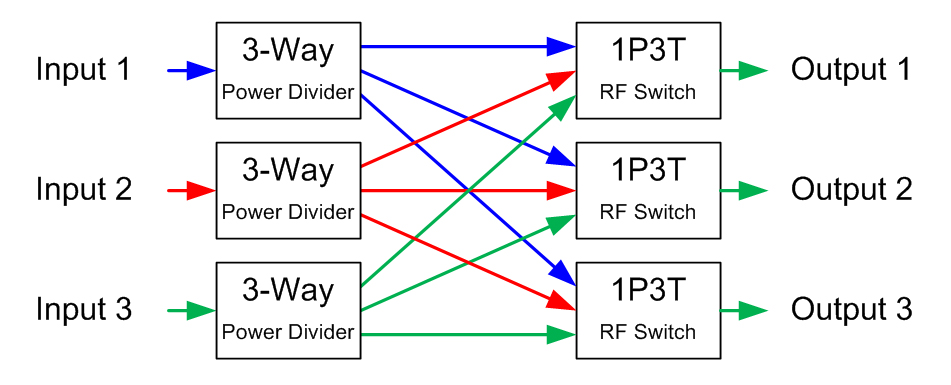 Input 1
3-Way
Power Divider
1P3T
RF Switch
Output 1
Input 2
3-Way
Power Divider
1P3T
RF Switch
Output 2
Input 3
3-Way
Power Divider
1P3T
RF Switch
Output 3